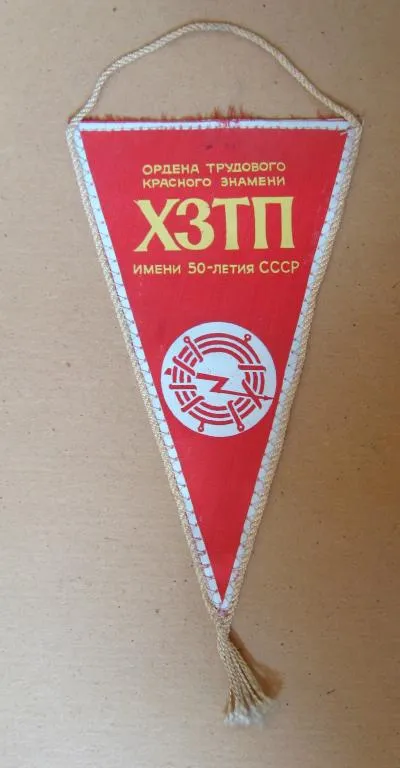 ОРДЕНА ТРУДОВОГО
КРАСНОГО ЗНАМЕНИ
ХЗТП
ИМЕНИ 50-ЛЕТИЯ СССР